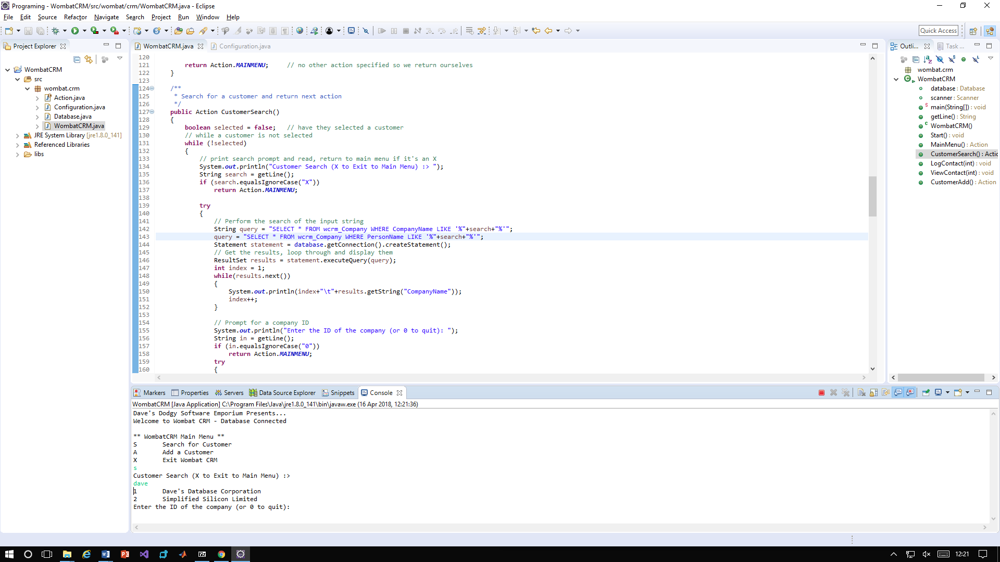 Programing - WombatCRM/src/wombat/crm/WombatCRM.java - Eclipse
File Edit Source Refactor Navigate Search Project Run Window Help
Quick Access
Project Explorer
WombatCRM
src
wombat.crm
Action.java
Configuration.java
Database.java
WombatCRM.java
JRE System Library [jre1.8.0_141]
Referenced Libraries
libs
WombatCRM.java Configuration.java
120
121 return Action.MAINMENU; // no other action specified so we return ourselves
122 }
123
124 /**
125 * Search for a customer and return next action
126 */
127 public Action CustomerSearch()
128 {
129 boolean selected = false; // have they selected a customer
130 // while a customer is not selected
131 while (!selected)
132 {
133 // print search prompt and read, return to main menu if it's an X
134 System.out.println("Customer Search (X to Exit to Main Menu) :> ");
135 String search = getLine();
136 if (search.equalsIgnoreCase("X"))
137 return Action.MAINMENU;
138
139 try
140 {
141 // Perform the search of the input string
142 String query = "SELECT * FROM wcrm_Company WHERE CompanyName LIKE '%"+search+"%'";
143 query = "SELECT * FROM wcrm_Company WHERE PersonName LIKE '%"+search+"%'";
144 Statement statement = database.getConnection().createStatement();
145 // Get the results, loop through and display them
146 ResultSet results = statement.executeQuery(query);
147 int index = 1;
148 while(results.next())
149 {
150 System.out.println(index+"\t"+results.getString("CompanyName"));
151 index++;
152 }
153
154 // Prompt for a company ID
155 System.out.println("Enter the ID of the company (or 0 to quit): ");
156 String in = getLine();
157 if (in.equalsIgnoreCase("0"))
158 return Action.MAINMENU;
159 try
160 {
Outli... Task ...
wombat.crm
WombatCRM
database : Database
scanner : Scanner
main(String[]) : void
getLine() : String
WombatCRM()
Start() : void
MainMenu() : Action
CustomerSearch() : Actic
LogContact(int) : void
ViewContact(int) : void
CustomerAdd() : Action
Markers Properties Servers Data Source Explorer Snippets Console
WombatCRM [Java Application] C:\Program Files\Java\jre1.8.0_141\bin\javaw.exe (16 Apr 2018, 12:21:36)
Dave's Dodgy Software Emporium Presents...
Welcome to Wombat CRM - Database Connected
** WombatCRM Main Menu **
S Search for Customer
A Add a Customer
X Exit Wombat CRM
s
Customer Search (X to Exit to Main Menu) :>
dave
1 Dave's Database Corporation
2 Simplified Silicon Limited
Enter the ID of the company (or 0 to quit):
12:21